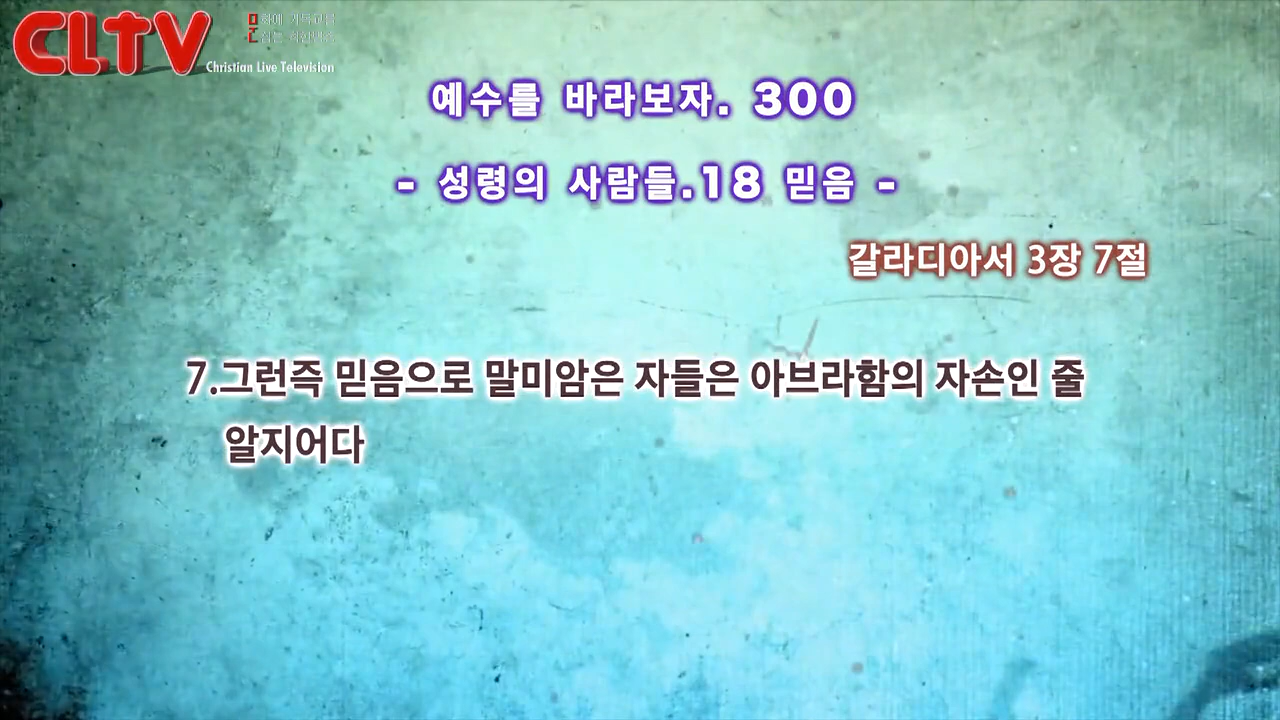 CLTV
Christian Live Television
예수를 바라보자. 300
- 성령의 사람들.18 믿음 -
갈라디아서 3장 7절
7.그런즉 믿음으로 말미암은 자들은 아브라함의 자손인 줄
알지어다